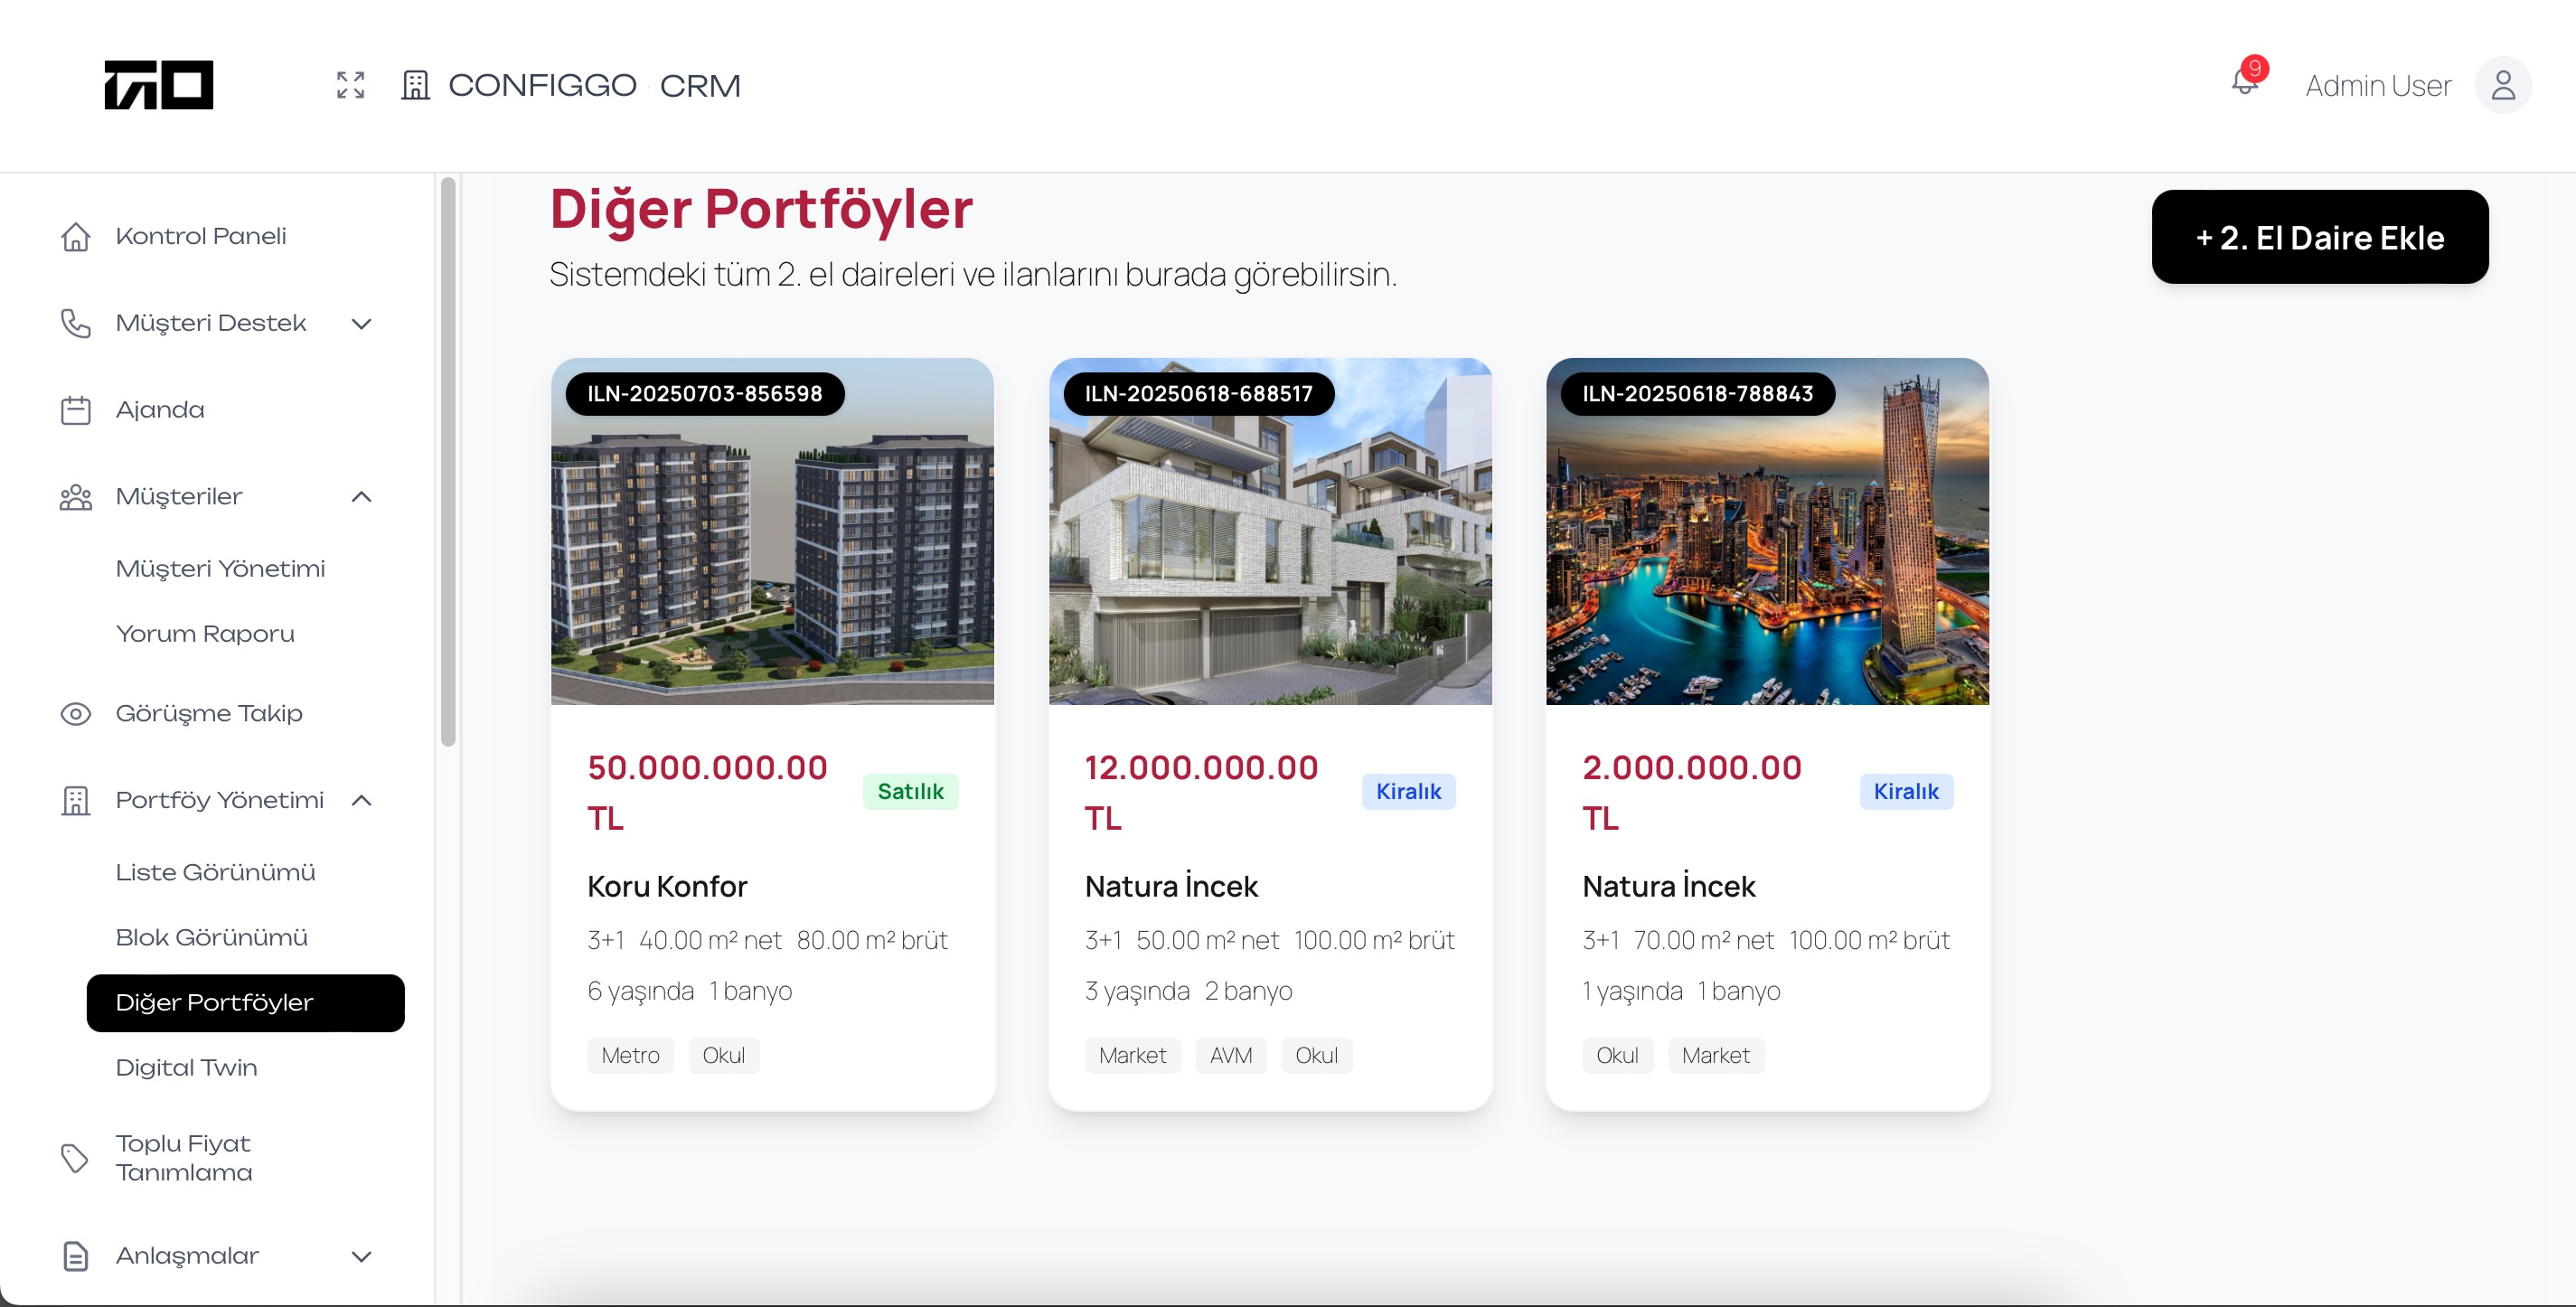 CONFIGGO · CRM
9
Admin User
Kontrol Paneli
Müşteri Destek
Ajanda
Müşteriler
Müşteri Yönetimi
Yorum Raporu
Görüşme Takip
Portföy Yönetimi
Liste Görünümü
Blok Görünümü
Diğer Portföyler
Digital Twin
Toplu Fiyat
Tanımlama
Anlaşmalar
Diğer Portföyler
Sistemdeki tüm 2. el daireleri ve ilanlarını burada görebilirsin.
+ 2. El Daire Ekle
ILN-20250703-856598
50.000.000.00
TL
Satılık
Koru Konfor
3+1 40.00 m² net 80.00 m² brüt
6 yaşında 1 banyo
Metro Okul
ILN-20250618-688517
12.000.000.00
TL
Kiralık
Natura İncek
3+1 50.00 m² net 100.00 m² brüt
3 yaşında 2 banyo
Market AVM Okul
ILN-20250618-788843
2.000.000.00
TL
Kiralık
Natura İncek
3+1 70.00 m² net 100.00 m² brüt
1 yaşında 1 banyo
Okul Market